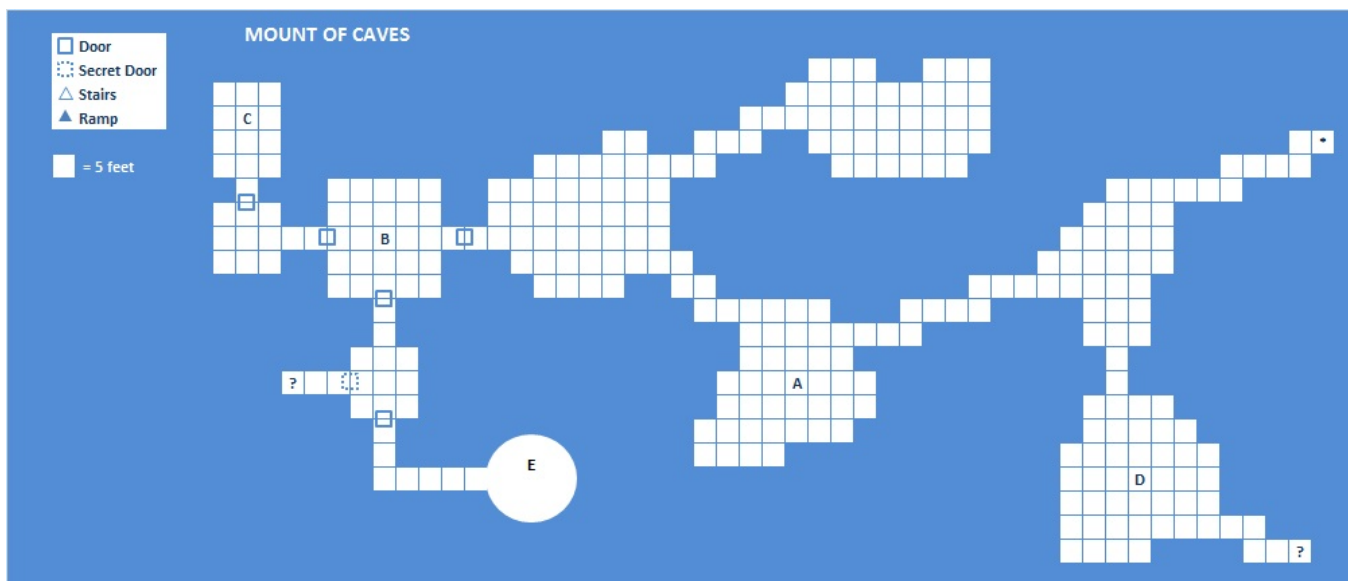 MOUNT OF CAVES
Door
Secret Door
Stairs
Ramp
= 5 feet
C
*
B
?
A
E
D
?